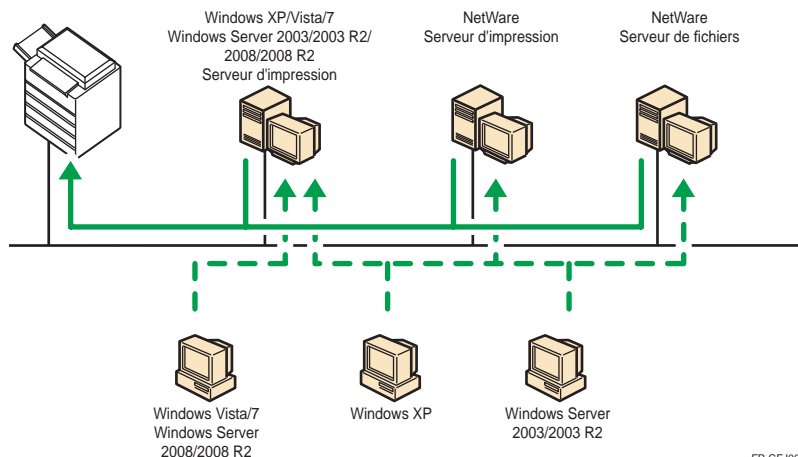 Windows XP/Vista/7
Windows Server 2003/2003 R2/
2008/2008 R2
Serveur d'impression
NetWare
Serveur d'impression
NetWare
Serveur de fichiers
Windows Vista/7
Windows Server
2008/2008 R2
Windows XP
Windows Server
2003/2003 R2